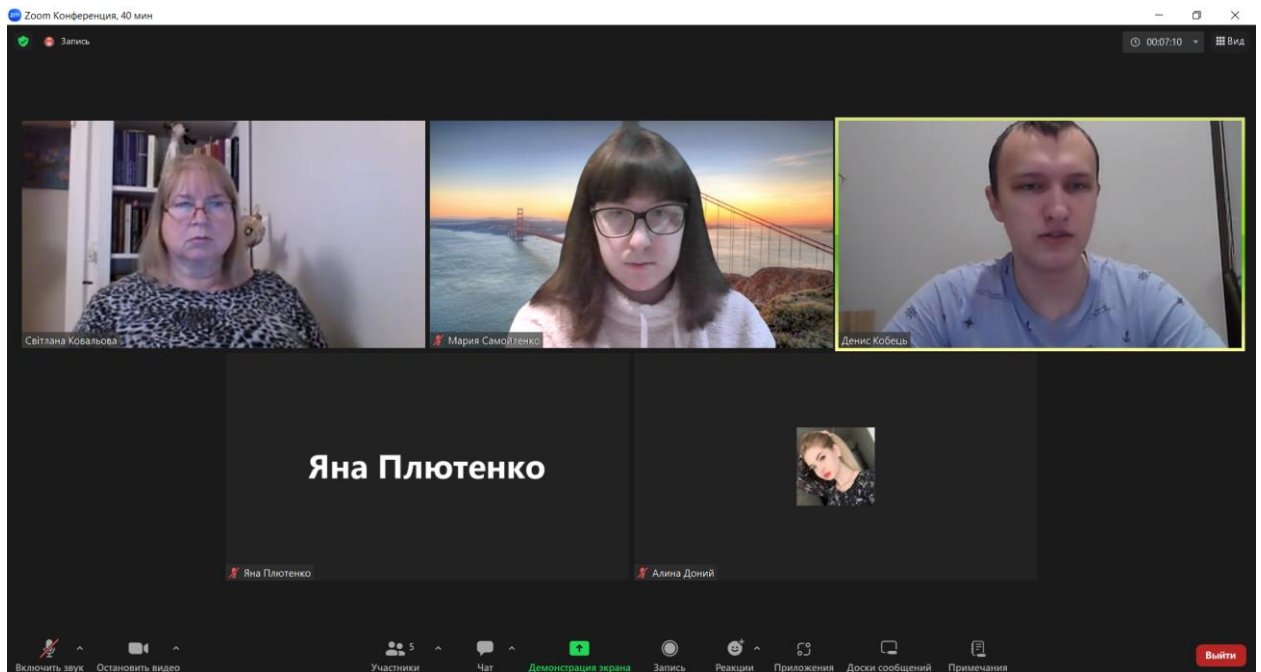 zm Zoom Конференция, 40 мин
Запись
00:07:10
Вид
Світлана Ковальова
Мария Самойленко
Денис Кобець
Яна Плютенко
Яна Плютенко
Алина Доний
Включить звук
Остановить видео
5
Участники
Чат
Демонстрация экрана
Запись
Реакции
Приложения
Доски сообщений
Примечания
Выйти